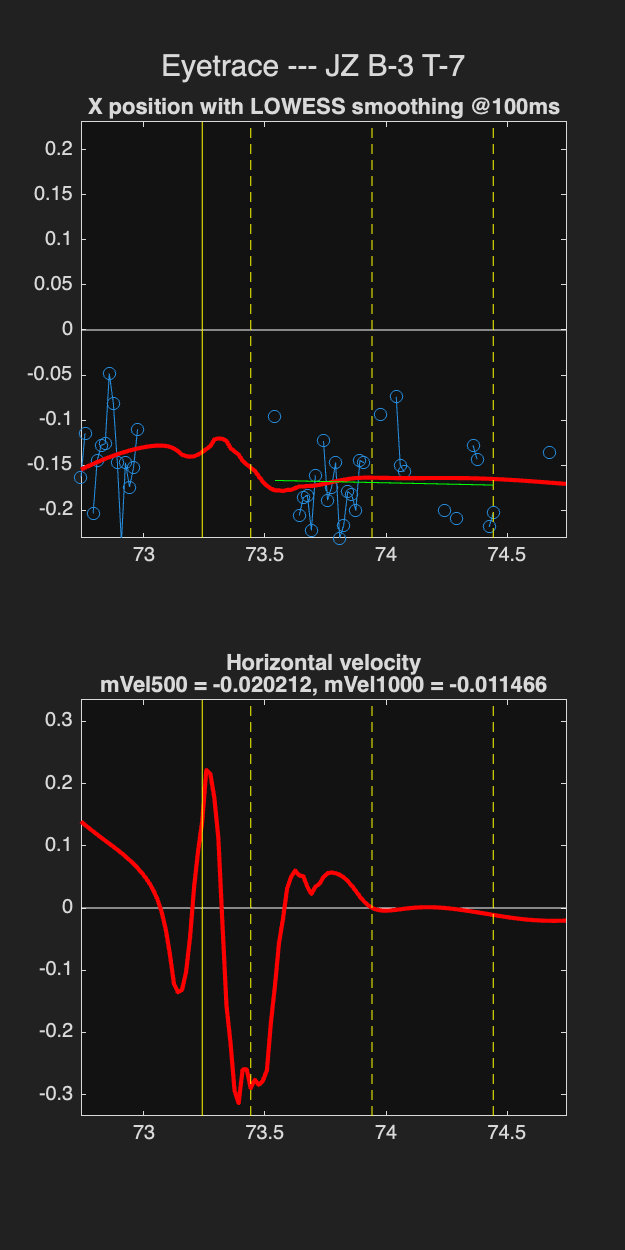 Eyetrace --- JZ B-3 T-7
X position with LOWESS smoothing @100ms
0.2
0.15
0.1
0.05
0
-0.05
-0.1
-0.15
-0.2
73 73.5 74 74.5
Horizontal velocity
mVel500 = -0.020212, mVel1000 = -0.011466
0.3
0.2
0.1
0
-0.1
-0.2
-0.3
73 73.5 74 74.5